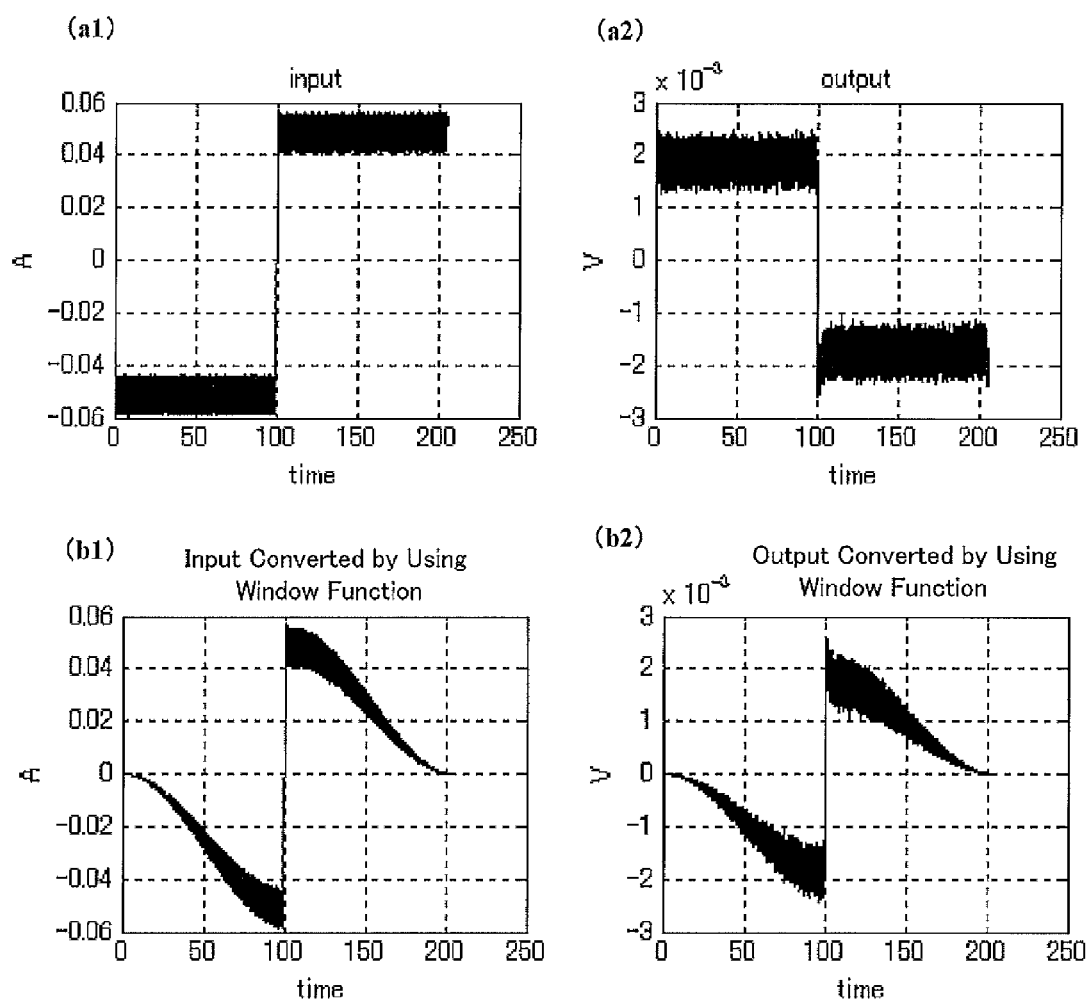 (a1)
input
0.06
0.04
0.02
0
−0.02
−0.04
−0.06
A
0 50 100 150 200 250
time
(a2)
× 10⁻³
output
3
2
1
0
−1
−2
−3
V
0 50 100 150 200 250
time
(b1)
Input Converted by Using
Window Function
0.06
0.04
0.02
0
−0.02
−0.04
−0.06
A
0 50 100 150 200 250
time
(b2)
Output Converted by Using
Window Function
× 10⁻³
3
2
1
0
−1
−2
−3
V
0 50 100 150 200 250
time